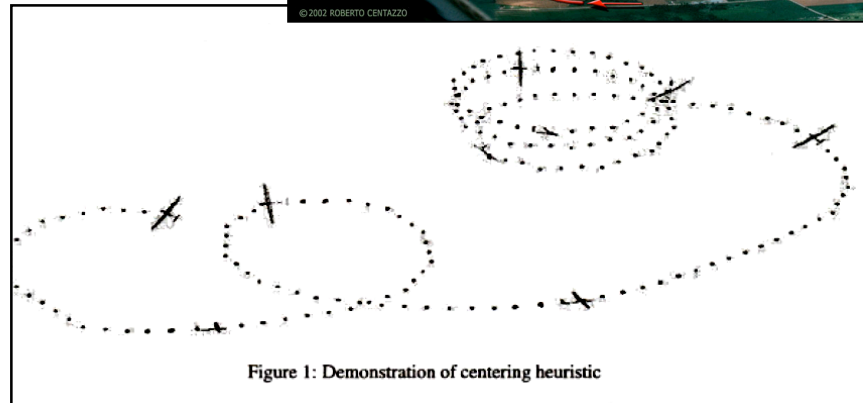 ©2002 ROBERTO CENTAZZO
Figure 1: Demonstration of centering heuristic